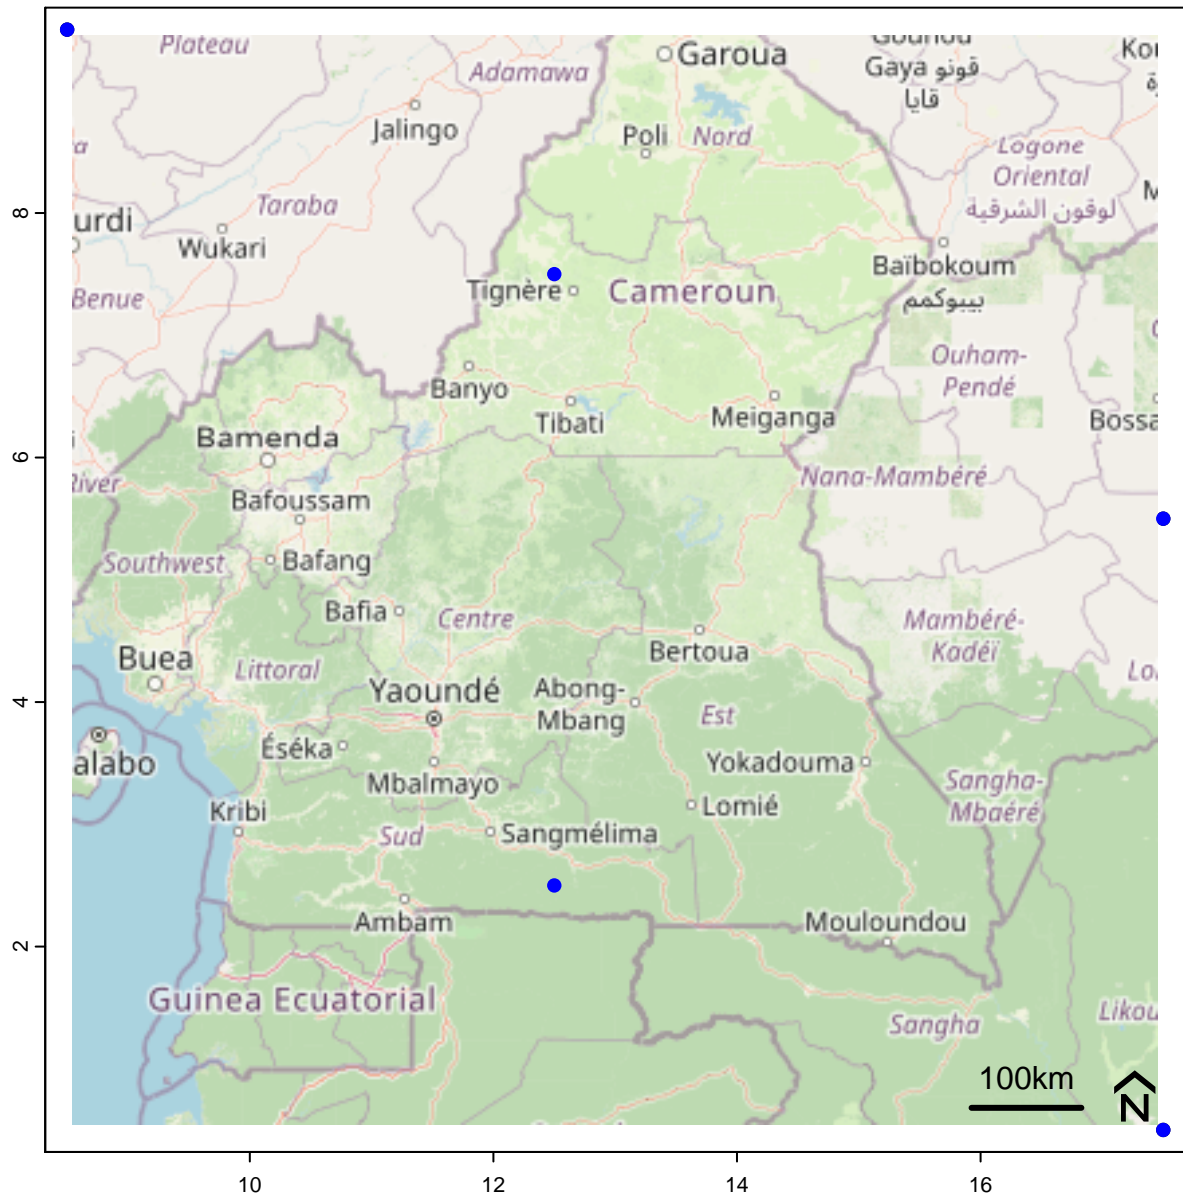 Plateau
Adamawa
Garoua
Gounou
Gaya قونو
قايا
Jalingo
Poli
Nord
Logone
Oriental
لوقون الشرقية
Taraba
urdi
Wukari
Baïbokoum
بيبوكمم
Tignère
Cameroun
Benue
Ouham-
Pendé
Banyo
Tibati
Meiganga
Bossa
Bamenda
River
Nana-Mambéré
Bafoussam
Southwest
Bafang
Bafia
Centre
Mambéré-
Kadéï
Buea
Littoral
Bertoua
Yaoundé
Abong-
Mbang
Est
alabo
Éséka
Mbalmayo
Yokadouma
Sangha-
Mbaéré
Kribi
Lomié
Sud
Sangmélima
Ambam
Mouloundou
Guinea Ecuatorial
Sangha
Likou
100km
N
8
6
4
2
10
12
14
16